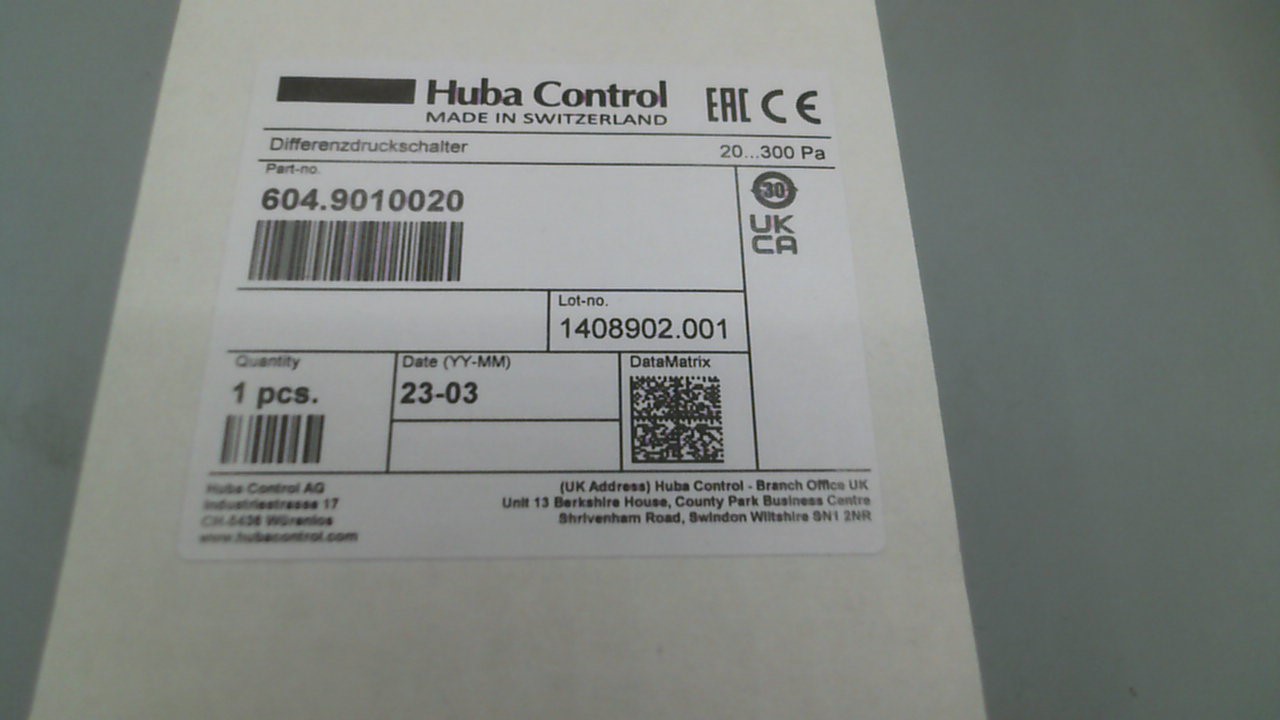 Huba Control
MADE IN SWITZERLAND
EAC CE
Differenzdruckschalter
20...300 Pa
Part-no.
604.9010020
30
UK
CA
Lot-no.
1408902.001
Quantity
1 pcs.
Date (YY-MM)
23-03
DataMatrix
Huba Control AG
Industriestrasse 17
CH-5436 Würenlos
www.hubacontrol.com
(UK Address) Huba Control - Branch Office UK
Unit 13 Berkshire House, County Park Business Centre
Shrivenham Road, Swindon Wiltshire SN1 2NR